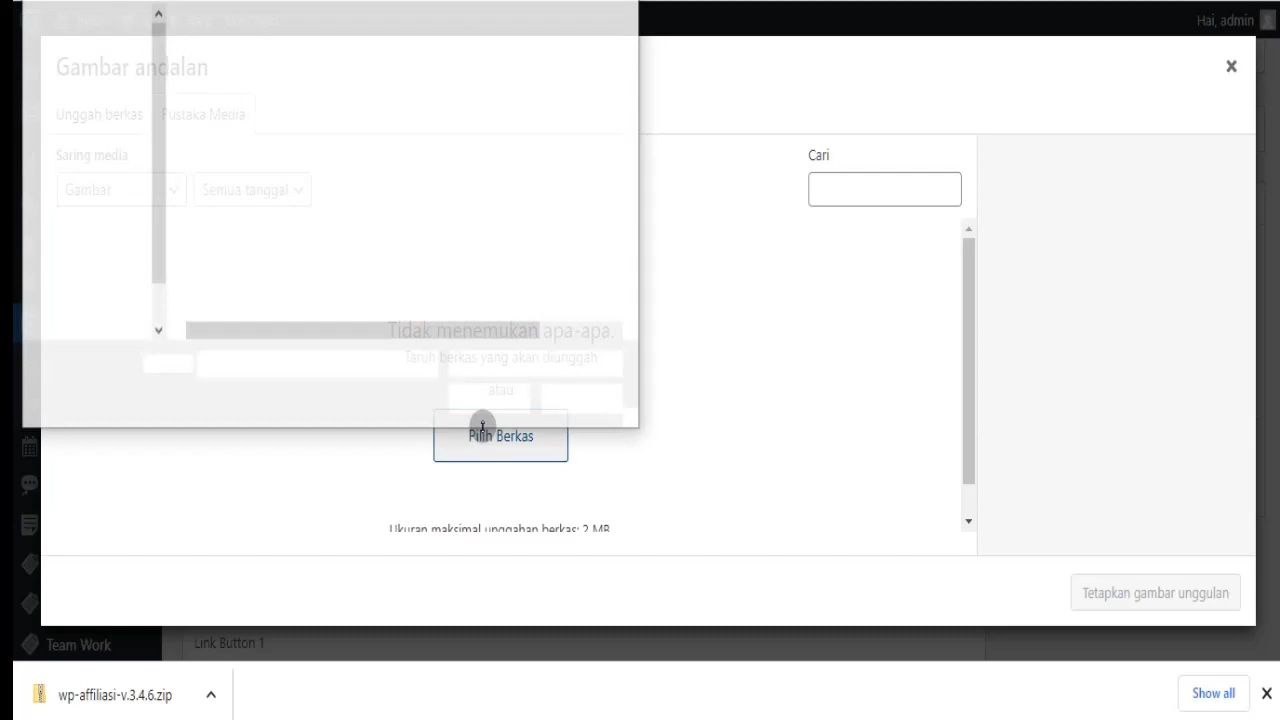 Hai, admin
Gambar andalan
Unggah berkas
Pustaka Media
Saring media
Cari
Gambar
Semua tanggal
Tidak menemukan apa-apa.
Taruh berkas yang akan diunggah
atau
Pilih Berkas
Ukuran maksimal unggahan berkas: 2 MB
Tetapkan gambar unggulan
Team Work
Link Button 1
wp-affiliasi-v.3.4.6.zip
Show all